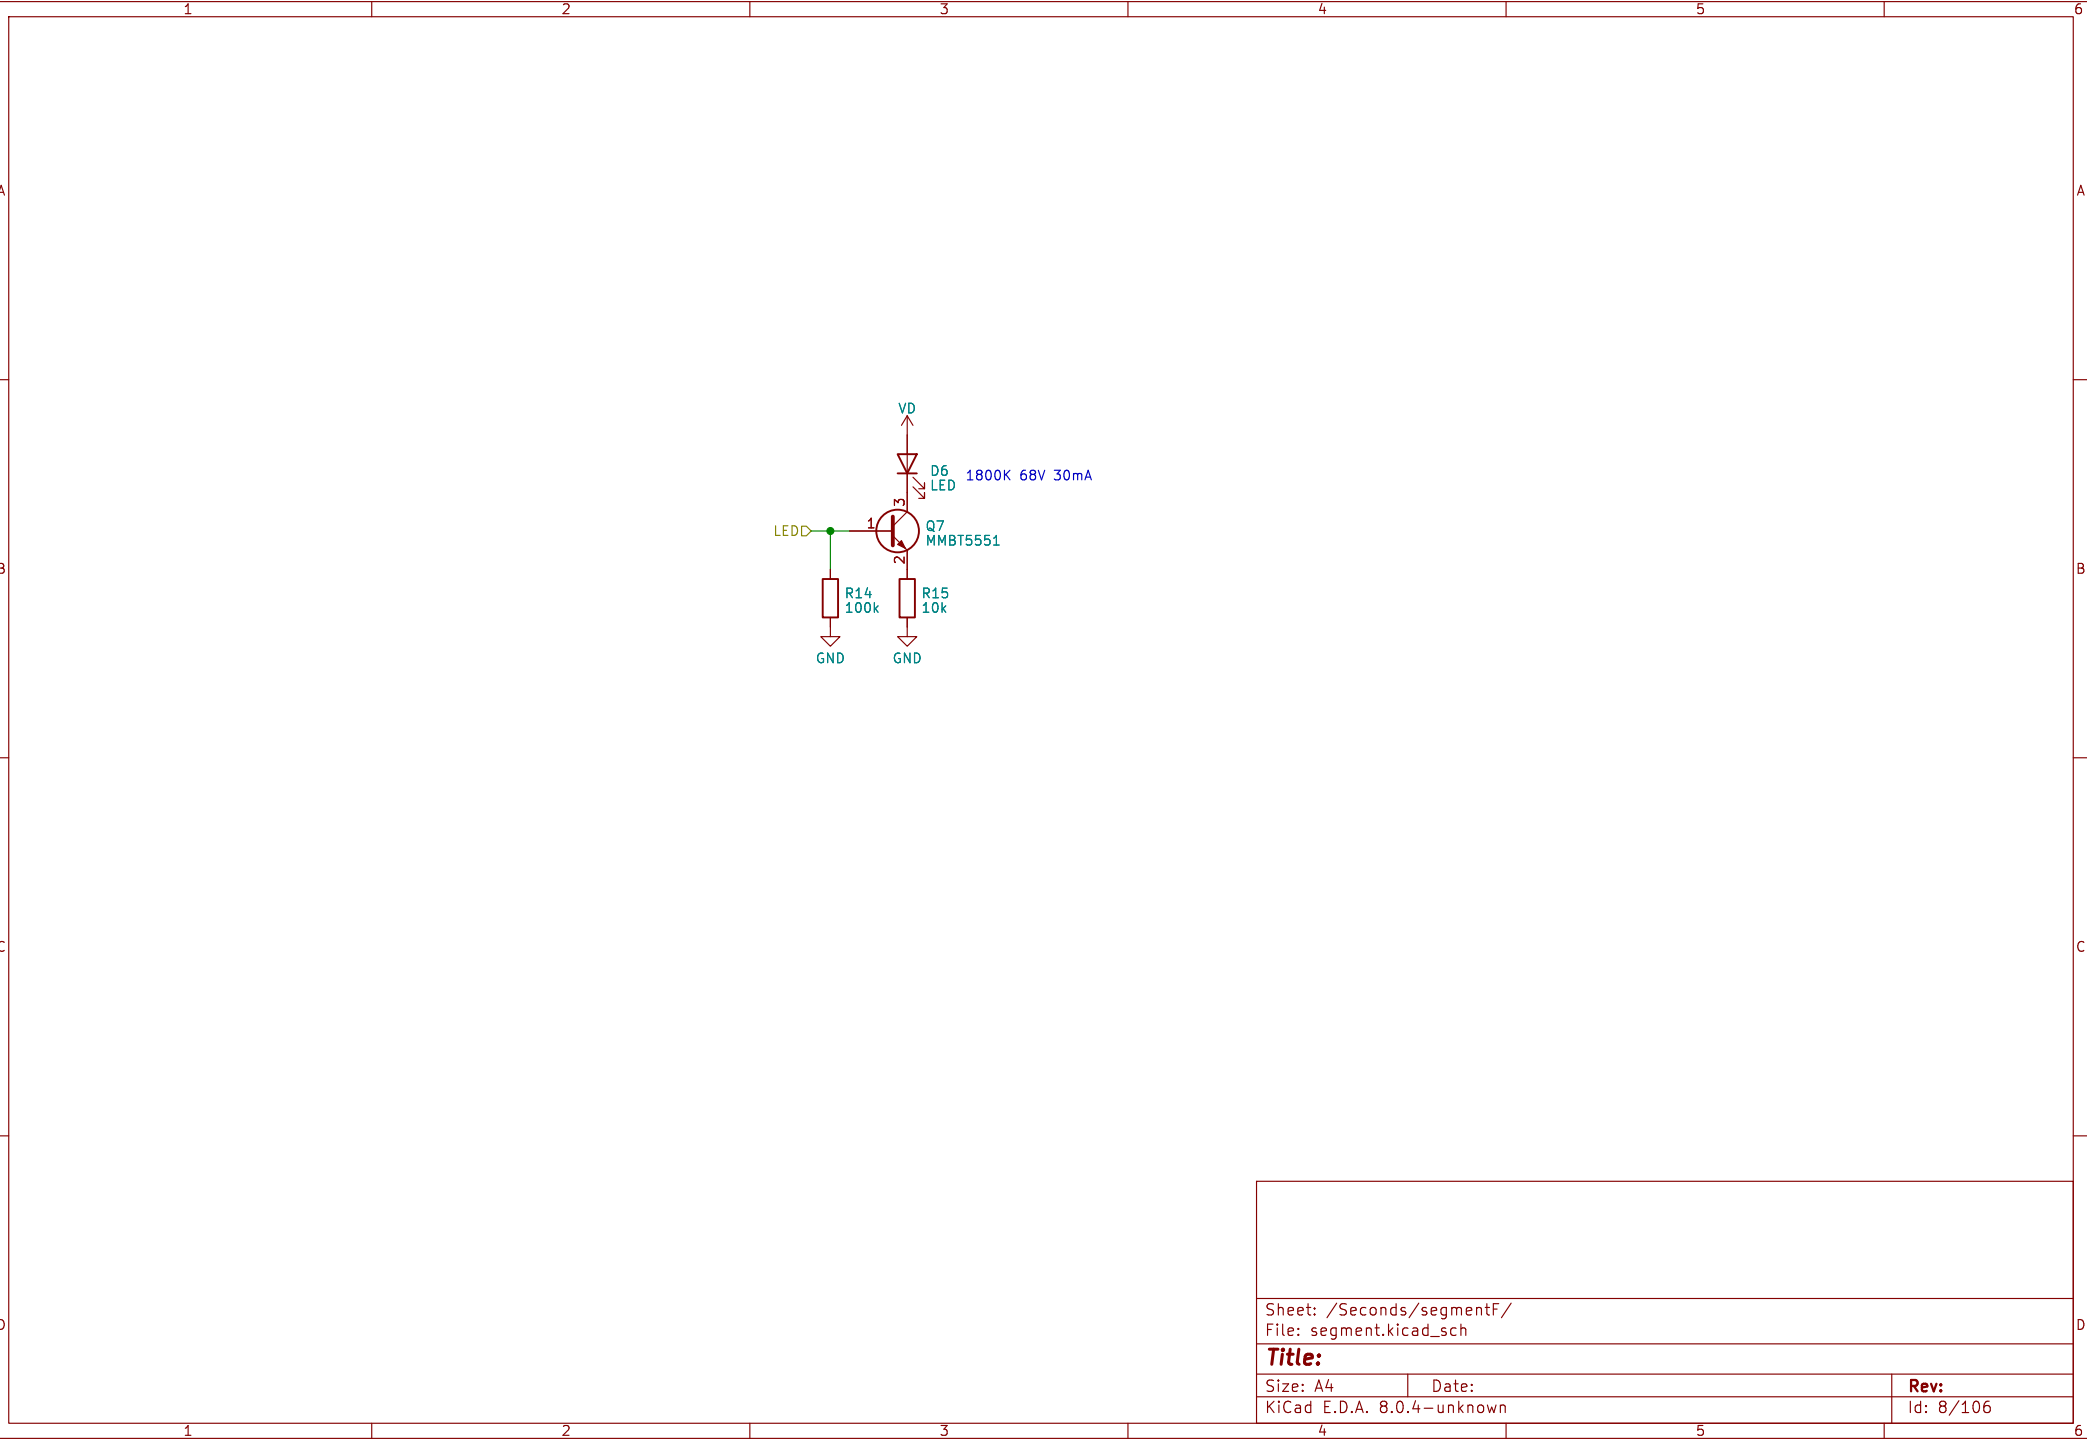 1 2 3 4 5 6
A A
VD
D6
LED
1800K 68V 30mA
3
LED
1
Q7
MMBT5551
2
B B
R14
100k
R15
10k
GND GND
C C
Sheet: /Seconds/segmentF/
File: segment.kicad_sch
D D
Title:
Size: A4 Date: Rev:
KiCad E.D.A. 8.0.4-unknown Id: 8/106
1 2 3 4 5 6